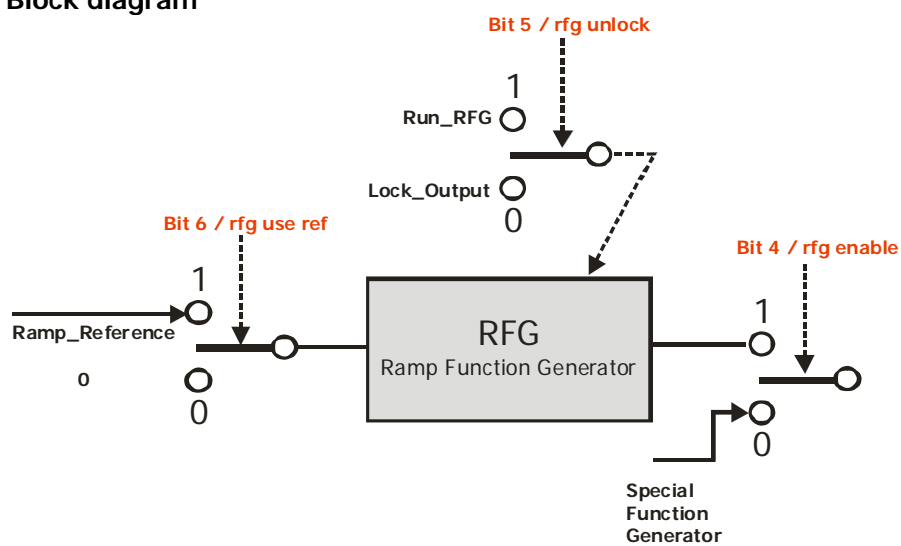 Block diagram
Bit 5 / rfg unlock
1
Run_RFG
Lock_Output
0
Bit 6 / rfg use ref
1
Ramp_Reference
0
0
RFG
Ramp Function Generator
Bit 4 / rfg enable
1
0
Special
Function
Generator